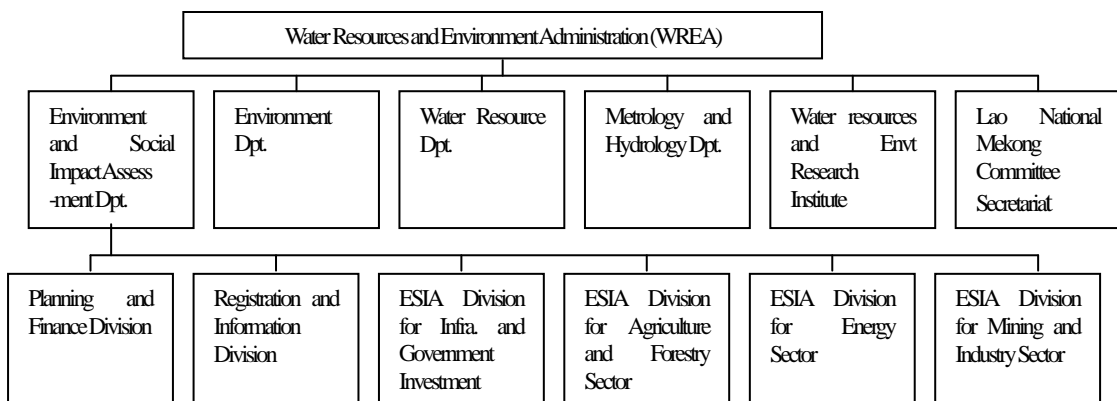 Water Resources and Environment Administration (WREA)
Environment
and Social
Impact Assess
-ment Dpt.
Environment
Dpt.
Water Resource
Dpt.
Metrology and
Hydrology Dpt.
Water resources
and Envt
Research
Institute
Lao National
Mekong
Committee
Secretariat
Planning and
Finance Division
Registration and
Information
Division
ESIA Division
for Infra. and
Government
Investment
ESIA Division
for Agriculture
and Forestry
Sector
ESIA Division
for Energy
Sector
ESIA Division
for Mining and
Industry Sector